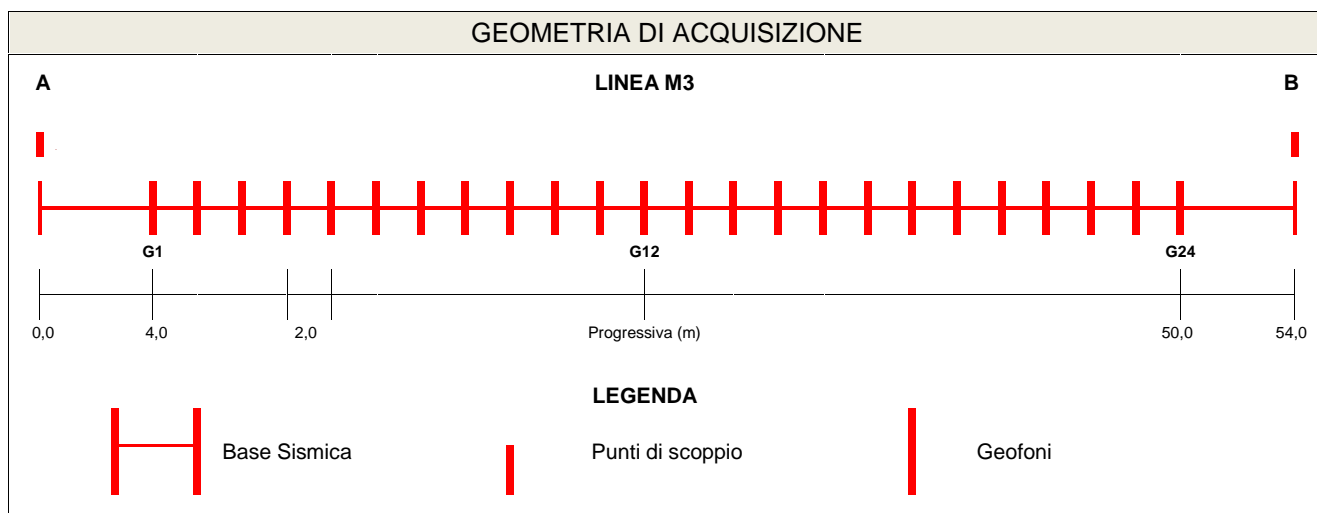 GEOMETRIA DI ACQUISIZIONE
A LINEA M3 B
G1 G12 G24
0,0 4,0 2,0 Progressiva (m) 50,0 54,0
LEGENDA
Base Sismica Punti di scoppio Geofoni